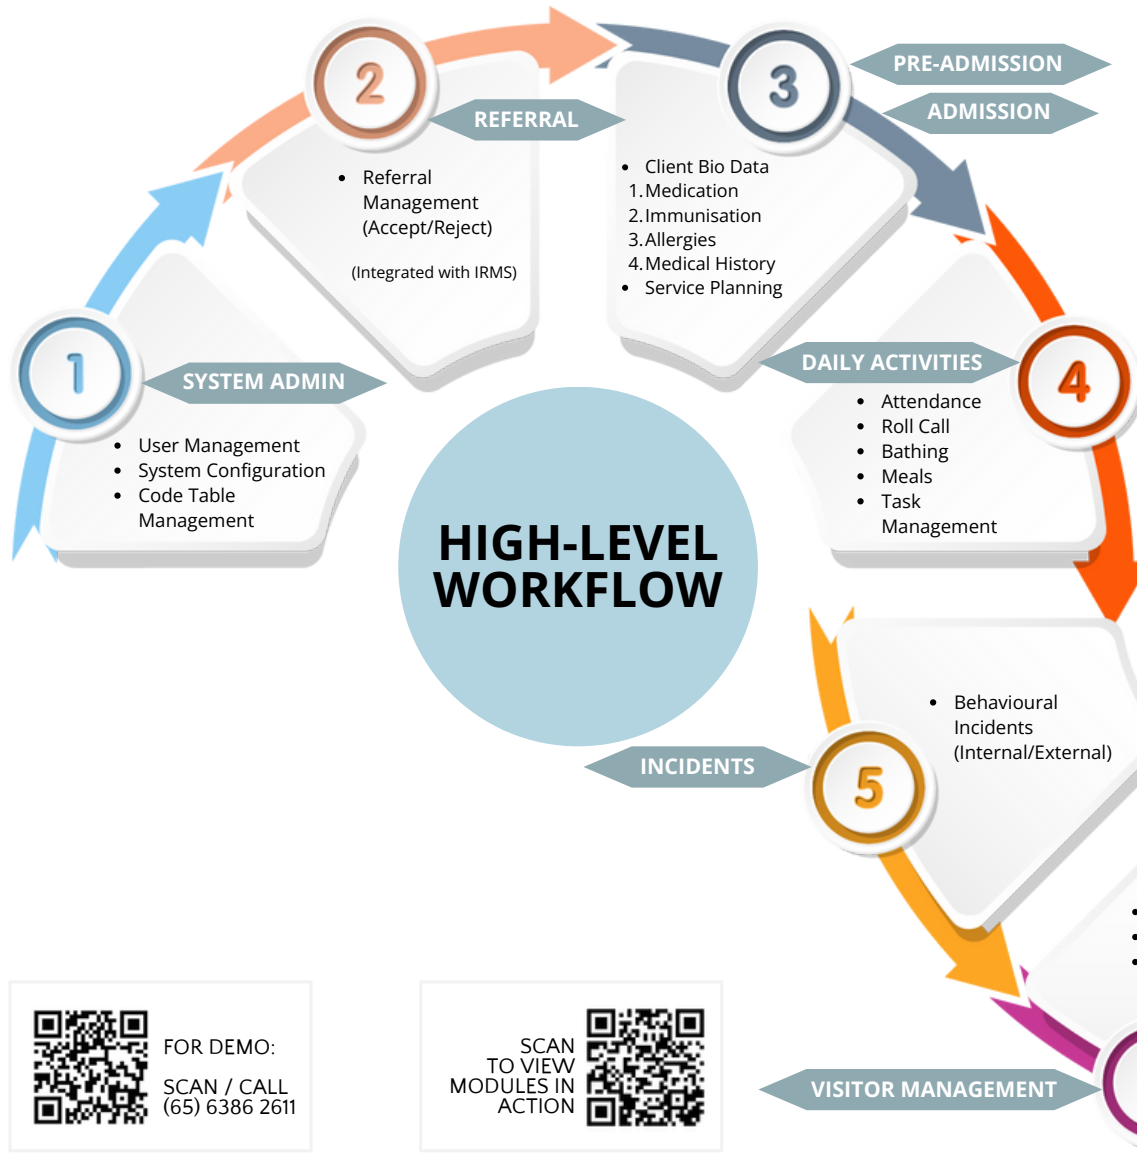 1
SYSTEM ADMIN
• User Management
• System Configuration
• Code Table
Management
2
REFERRAL
• Referral
Management
(Accept/Reject)
(Integrated with IRMS)
3
PRE-ADMISSION
ADMISSION
• Client Bio Data
1. Medication
2. Immunisation
3. Allergies
4. Medical History
• Service Planning
4
DAILY ACTIVITIES
• Attendance
• Roll Call
• Bathing
• Meals
• Task
Management
HIGH-LEVEL
WORKFLOW
5
INCIDENTS
• Behavioural
Incidents
(Internal/External)
VISITOR MANAGEMENT
FOR DEMO:
SCAN / CALL
(65) 6386 2611
SCAN
TO VIEW
MODULES IN
ACTION